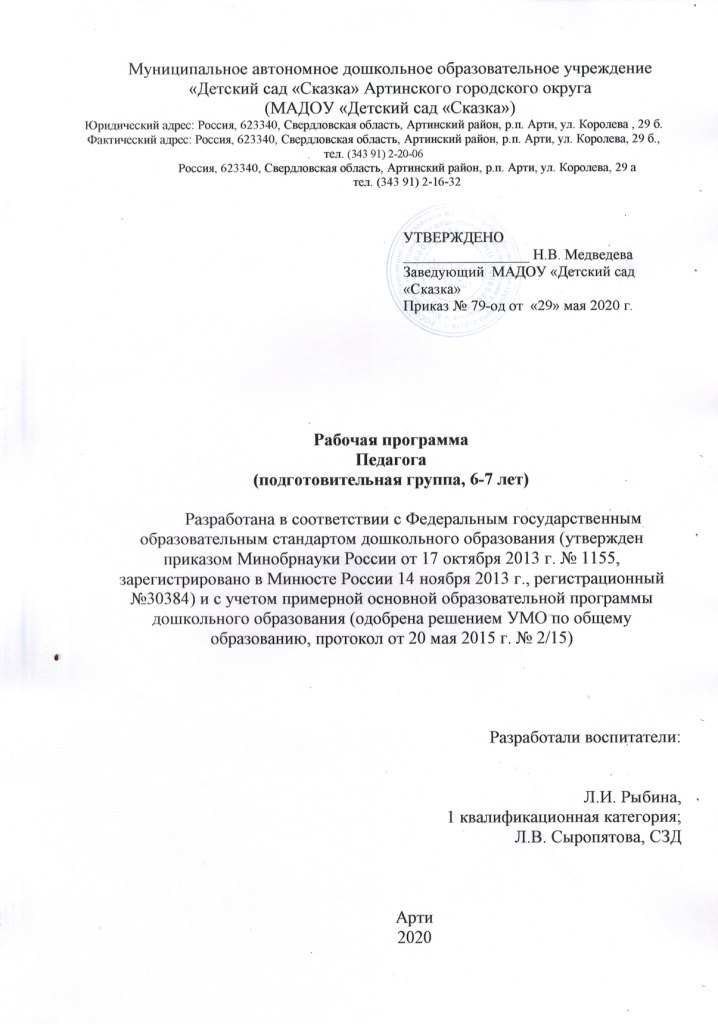 Муниципальное автономное дошкольное образовательное учреждение
«Детский сад «Сказка» Артинского городского округа
(МАДОУ «Детский сад «Сказка»)
Юридический адрес: Россия, 623340, Свердловская область, Артинский район, р.п. Арти, ул. Королева , 29 б.
Фактический адрес: Россия, 623340, Свердловская область, Артинский район, р.п. Арти, ул. Королева, 29 б.,
тел. (343 91) 2-20-06
Россия, 623340, Свердловская область, Артинский район, р.п. Арти, ул. Королева, 29 а
тел. (343 91) 2-16-32
УТВЕРЖДЕНО
________________ Н.В. Медведева
Заведующий МАДОУ «Детский сад
«Сказка»
Приказ № 79-од от «29» мая 2020 г.
Рабочая программа
Педагога
(подготовительная группа, 6-7 лет)
Разработана в соответствии с Федеральным государственным
образовательным стандартом дошкольного образования (утвержден
приказом Минобрнауки России от 17 октября 2013 г. № 1155,
зарегистрировано в Минюсте России 14 ноября 2013 г., регистрационный
№30384) и с учетом примерной основной образовательной программы
дошкольного образования (одобрена решением УМО по общему
образованию, протокол от 20 мая 2015 г. № 2/15)
Разработали воспитатели:
Л.И. Рыбина,
1 квалификационная категория;
Л.В. Сыропятова, СЗД
Арти
2020